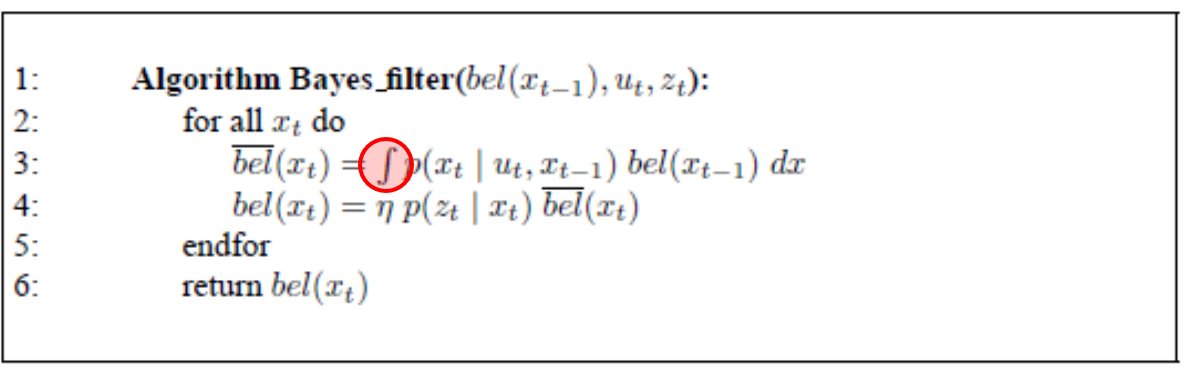 1: Algorithm Bayes_filter(bel(x_{t−1}), u_t, z_t):
2: for all x_t do
3: \overline{bel}(x_t) = ∫ p(x_t | u_t, x_{t−1}) bel(x_{t−1}) dx
4: bel(x_t) = η p(z_t | x_t) \overline{bel}(x_t)
5: endfor
6: return bel(x_t)